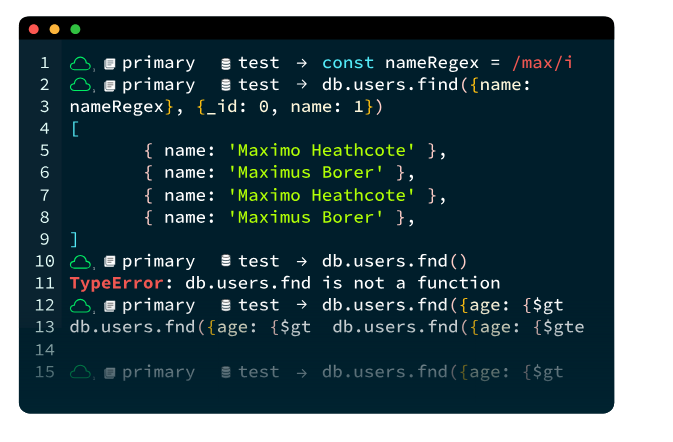 1 primary test → const nameRegex = /max/i
2 primary test → db.users.find({name:
3 nameRegex}, {_id: 0, name: 1})
4 [
5 { name: 'Maximo Heathcote' },
6 { name: 'Maximus Borer' },
7 { name: 'Maximo Heathcote' },
8 { name: 'Maximus Borer' },
9 ]
10 primary test → db.users.fnd()
11 TypeError: db.users.fnd is not a function
12 primary test → db.users.fnd({age: {$gt
13 db.users.fnd({age: {$gt db.users.fnd({age: {$gte
14
15 primary test → db.users.fnd({age: {$gt